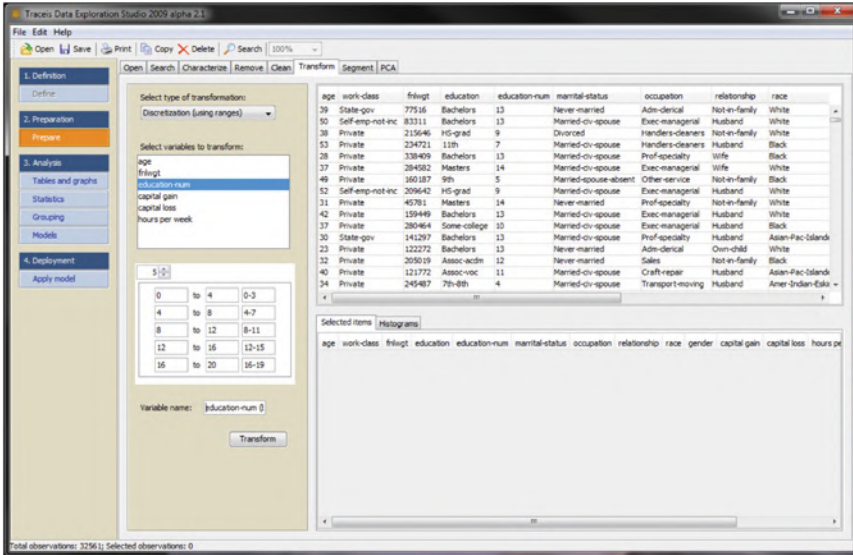 Traceis Data Exploration Studio 2009 alpha 2.1
File Edit Help
Open Save Print Copy Delete Search 100%
1. Definition
Define
2. Preparation
Prepare
3. Analysis
Tables and graphs
Statistics
Grouping
Models
4. Deployment
Apply model
Open Search Characterize Remove Clean Transform Segment PCA
Select type of transformation:
Discretization (using ranges)
Select variables to transform:
age
fnlwgt
education-num
capital gain
capital loss
hours per week
5
0 to 4 0-3
4 to 8 4-7
8 to 12 8-11
12 to 16 12-15
16 to 20 16-19
Variable name: education-num (
Transform
age work-class fnlwgt education education-num marrital-status occupation relationship race
39 State-gov 77516 Bachelors 13 Never-married Adm-clerical Not-in-family White
50 Self-emp-not-inc 83311 Bachelors 13 Married-civ-spouse Exec-managerial Husband White
38 Private 215646 HS-grad 9 Divorced Handlers-cleaners Not-in-family White
53 Private 234721 11th 7 Married-civ-spouse Handlers-cleaners Husband Black
28 Private 338409 Bachelors 13 Married-civ-spouse Prof-specialty Wife Black
37 Private 284582 Masters 14 Married-civ-spouse Exec-managerial Wife White
49 Private 160187 9th 5 Married-spouse-absent Other-service Not-in-family Black
52 Self-emp-not-inc 209642 HS-grad 9 Married-civ-spouse Exec-managerial Husband White
31 Private 45781 Masters 14 Never-married Prof-specialty Not-in-family White
42 Private 159449 Bachelors 13 Married-civ-spouse Exec-managerial Husband White
37 Private 280464 Some-college 10 Married-civ-spouse Exec-managerial Husband Black
30 State-gov 141297 Bachelors 13 Married-civ-spouse Prof-specialty Husband Asian-Pac-Islande
23 Private 122272 Bachelors 13 Never-married Adm-clerical Own-child White
32 Private 205019 Assoc-acdm 12 Never-married Sales Not-in-family Black
40 Private 121772 Assoc-voc 11 Married-civ-spouse Craft-repair Husband Asian-Pac-Islande
34 Private 245487 7th-8th 4 Married-civ-spouse Transport-moving Husband Amer-Indian-Eski
Selected items Histograms
age work-class fnlwgt education education-num marrital-status occupation relationship race gender capital gain capital loss hours pe
Total observations: 32561; Selected observations: 0